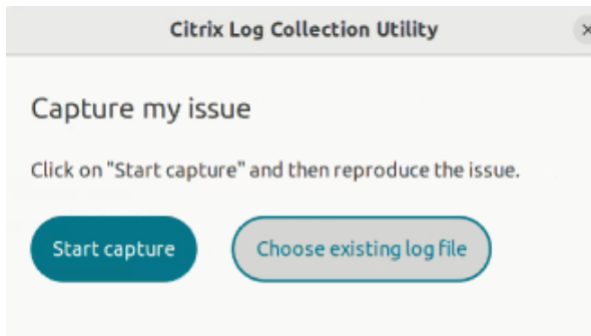 Citrix Log Collection Utility
Capture my issue
Click on "Start capture" and then reproduce the issue.
Start capture
Choose existing log file